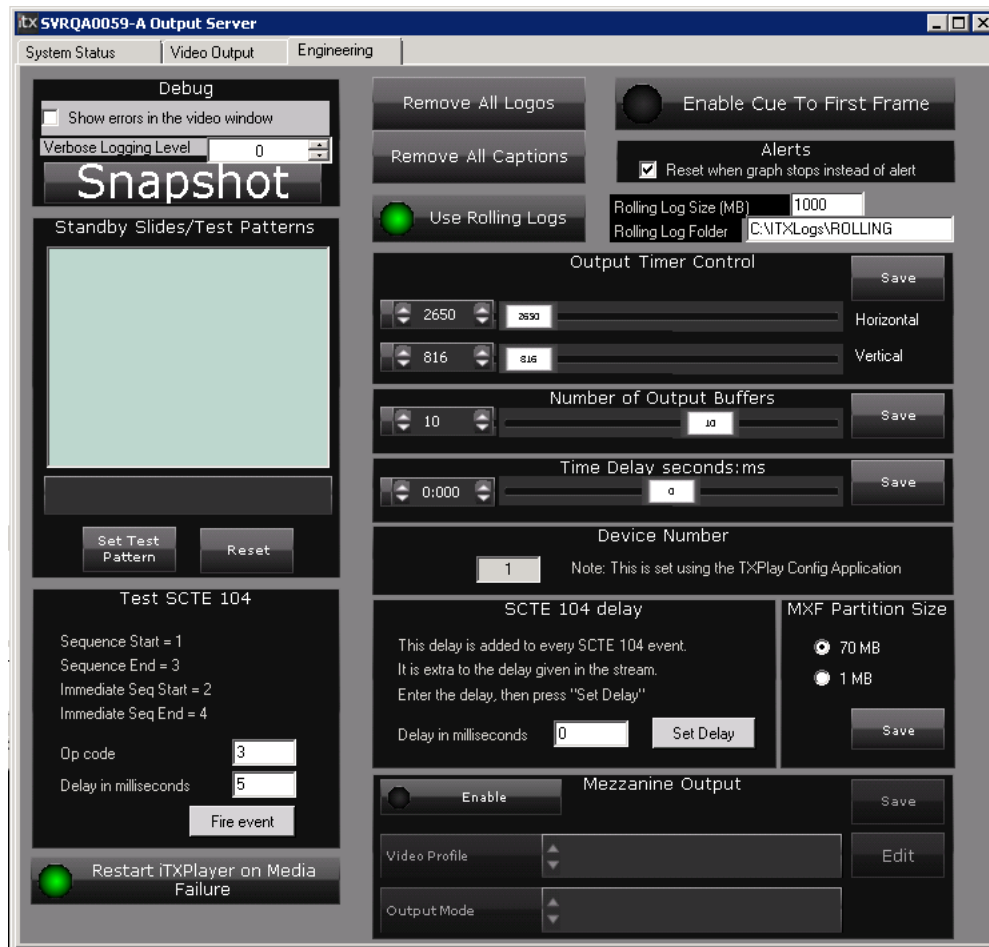 itx SVRQA0059-A Output Server
System Status
Video Output
Engineering
Debug
Show errors in the video window
Verbose Logging Level 0
Snapshot
Standby Slides/Test Patterns
Set Test
Pattern
Reset
Test SCTE 104
Sequence Start = 1
Sequence End = 3
Immediate Seq Start = 2
Immediate Seq End = 4
Op code 3
Delay in milliseconds 5
Fire event
Restart iTXPlayer on Media
Failure
Remove All Logos
Remove All Captions
Use Rolling Logs
Enable Cue To First Frame
Alerts
Reset when graph stops instead of alert
Rolling Log Size (MB) 1000
Rolling Log Folder C:\ITXLogs\ROLLING
Output Timer Control
Save
2650 2650 Horizontal
816 816 Vertical
Number of Output Buffers
10 10 Save
Time Delay seconds:ms
0:000 0 Save
Device Number
1 Note: This is set using the TXPlay Config Application
SCTE 104 delay
This delay is added to every SCTE 104 event.
It is extra to the delay given in the stream.
Enter the delay, then press "Set Delay"
Delay in milliseconds 0 Set Delay
MXF Partition Size
70 MB
1 MB
Save
Mezzanine Output
Enable
Save
Video Profile
Edit
Output Mode